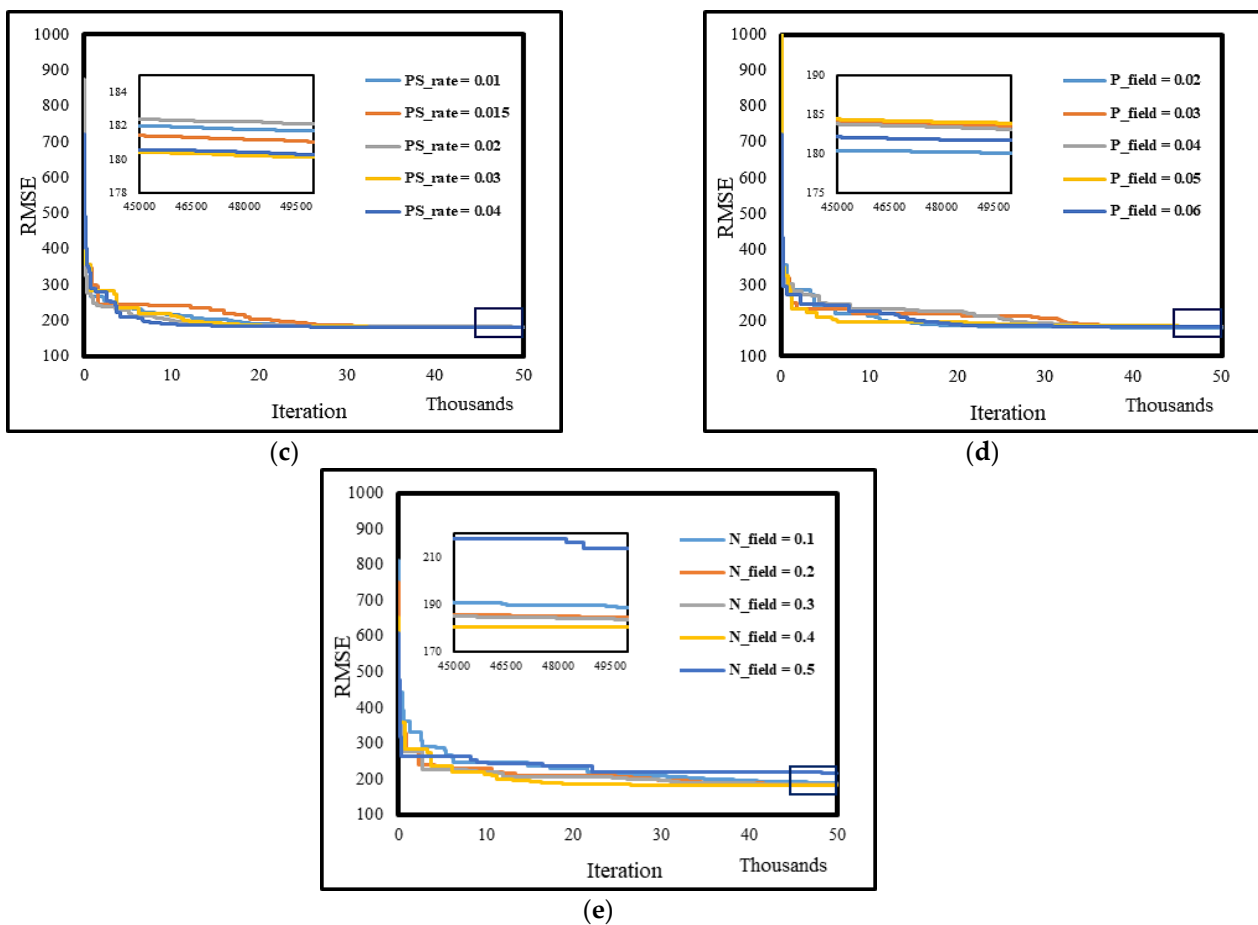 1000
900
800
700
600
500
400
300
200
100
RMSE
184
182
180
178
45000 46500 48000 49500
PS_rate = 0.01
PS_rate = 0.015
PS_rate = 0.02
PS_rate = 0.03
PS_rate = 0.04
0 10 20 30 40 50
Iteration
Thousands
(c)
1000
900
800
700
600
500
400
300
200
100
RMSE
190
185
180
175
45000 46500 48000 49500
P_field = 0.02
P_field = 0.03
P_field = 0.04
P_field = 0.05
P_field = 0.06
0 10 20 30 40 50
Iteration
Thousands
(d)
1000
900
800
700
600
500
400
300
200
100
RMSE
210
190
170
45000 46500 48000 49500
N_field = 0.1
N_field = 0.2
N_field = 0.3
N_field = 0.4
N_field = 0.5
0 10 20 30 40 50
Iteration
Thousands
(e)